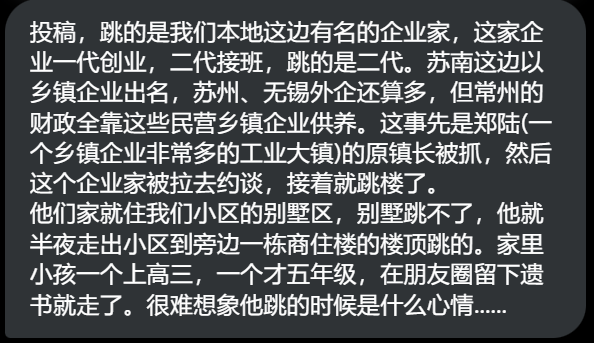 投稿，跳的是我们本地这边有名的企业家，这家企
业一代创业，二代接班，跳的是二代。苏南这边以
乡镇企业出名，苏州、无锡外企还算多，但常州的
财政全靠这些民营乡镇企业供养。这事先是郑陆(一
个乡镇企业非常多的工业大镇)的原镇长被抓，然后
这个企业家被拉去约谈，接着就跳楼了。
他们家就住我们小区的别墅区，别墅跳不了，他就
半夜走出小区到旁边一栋商住楼的楼顶跳的。家里
小孩一个上高三，一个才五年级，在朋友圈留下遗
书就走了。很难想象他跳的时候是什么心情......